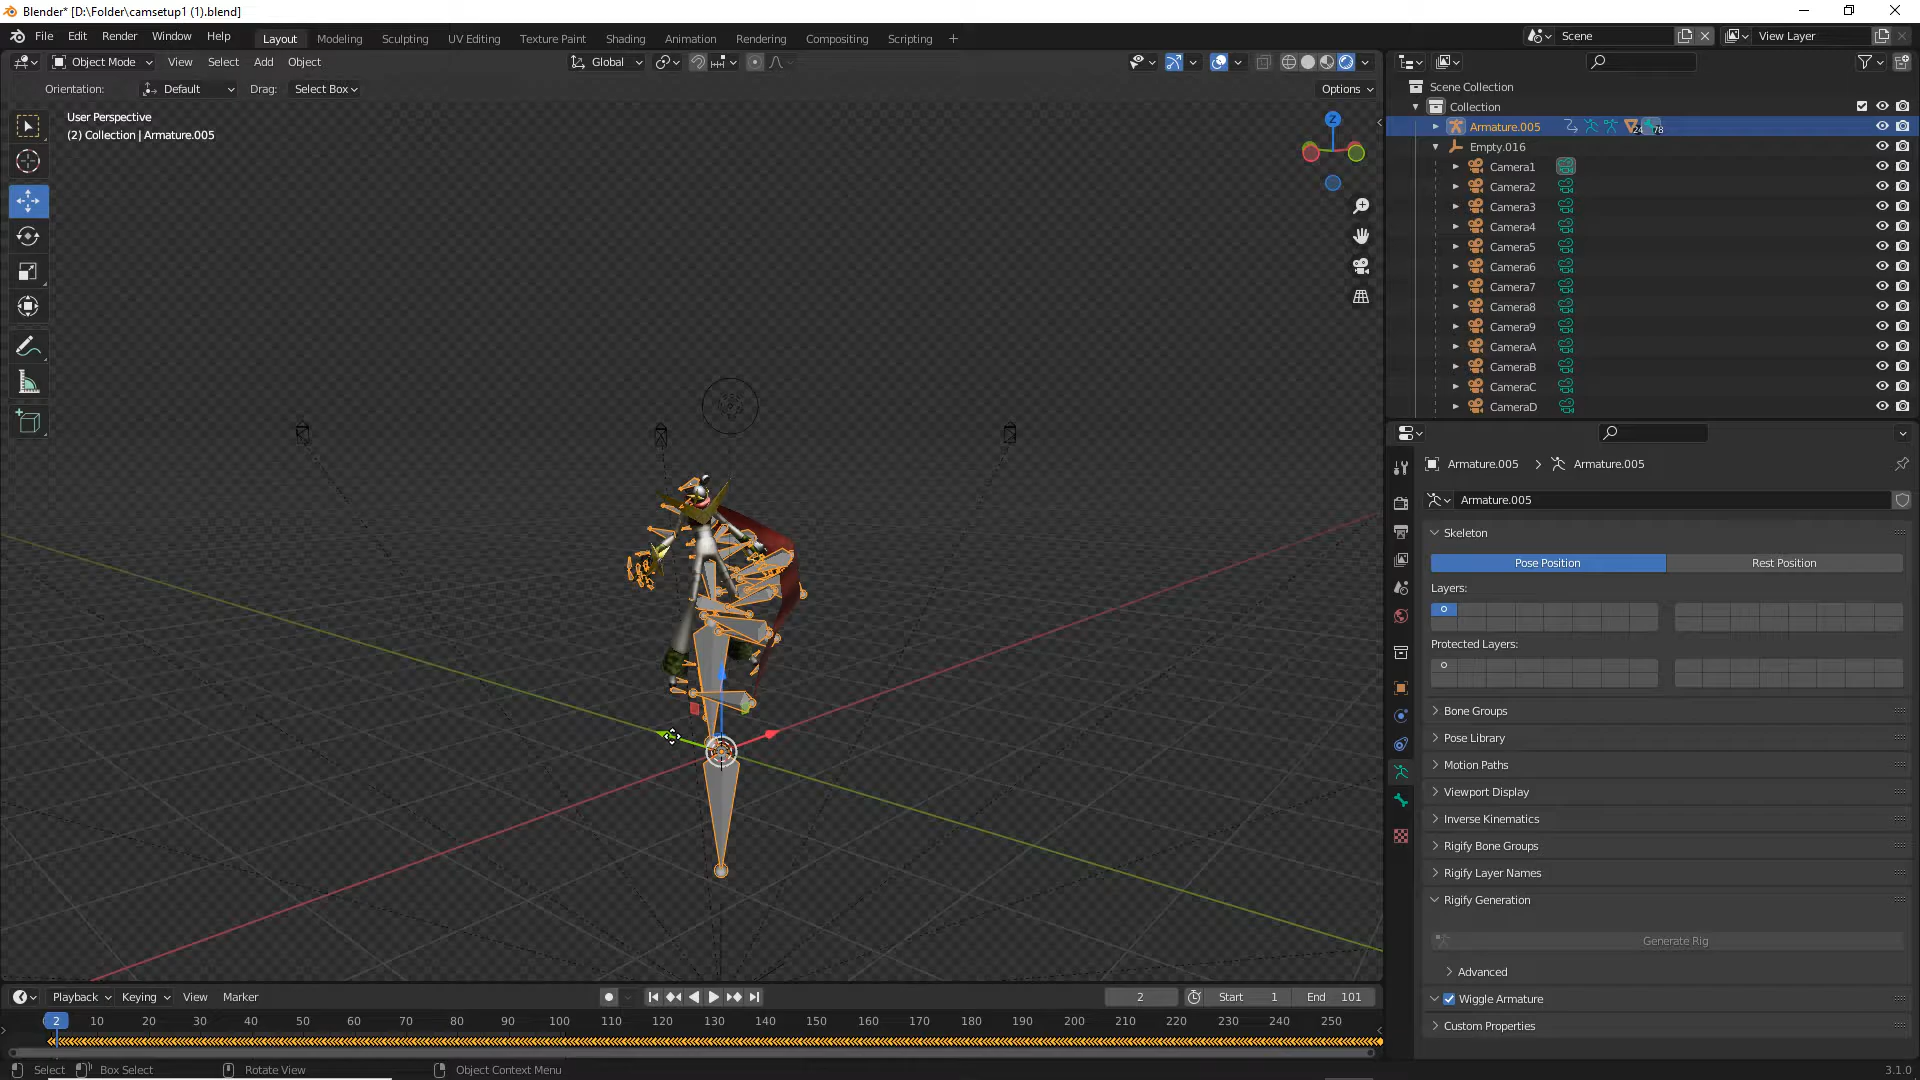 Blender* [D:\Folder\camsetup1 (1).blend]
File Edit Render Window Help Layout Modeling Sculpting UV Editing Texture Paint Shading Animation Rendering Compositing Scripting Scene View Layer
Object Mode View Select Add Object Global
Orientation: Default Drag: Select Box Options
User Perspective
(2) Collection | Armature.005
Z
Scene Collection
Collection
Armature.005 24 78
Empty.016
Camera1
Camera2
Camera3
Camera4
Camera5
Camera6
Camera7
Camera8
Camera9
CameraA
CameraB
CameraC
CameraD
Armature.005 Armature.005
Armature.005
Skeleton
Pose Position Rest Position
Layers:
Protected Layers:
Bone Groups
Pose Library
Motion Paths
Viewport Display
Inverse Kinematics
Rigify Bone Groups
Rigify Layer Names
Rigify Generation
Generate Rig
Advanced
Wiggle Armature
Custom Properties
Playback Keying View Marker 2 Start 1 End 101
2 10 20 30 40 50 60 70 80 90 100 110 120 130 140 150 160 170 180 190 200 210 220 230 240 250
Select Box Select Rotate View Object Context Menu 3.1.0